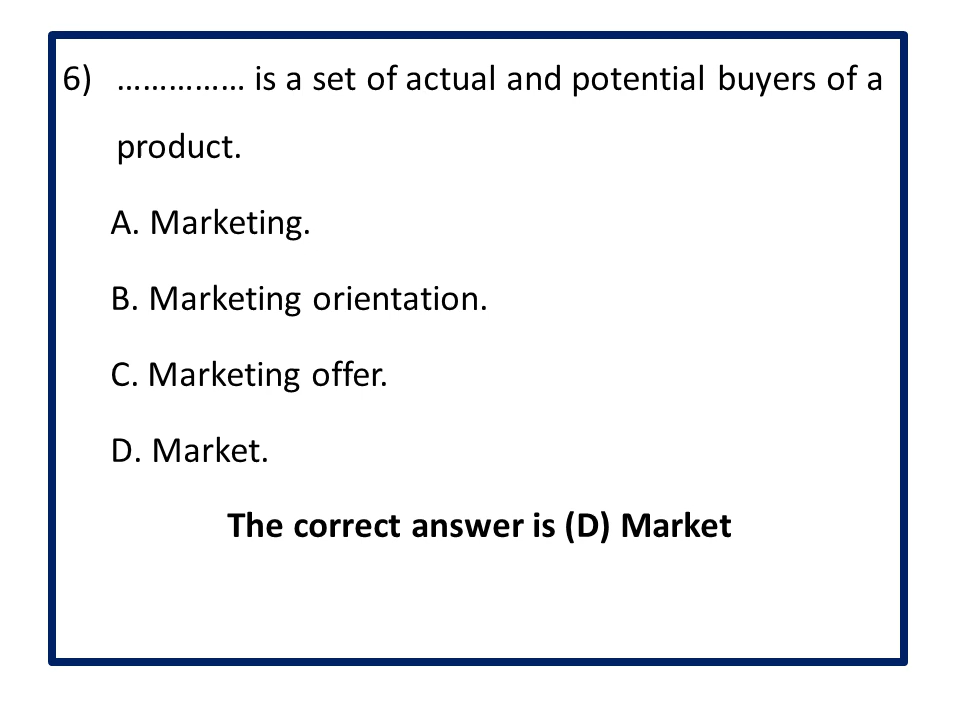 6) …………… is a set of actual and potential buyers of a
product.
A. Marketing.
B. Marketing orientation.
C. Marketing offer.
D. Market.
The correct answer is (D) Market